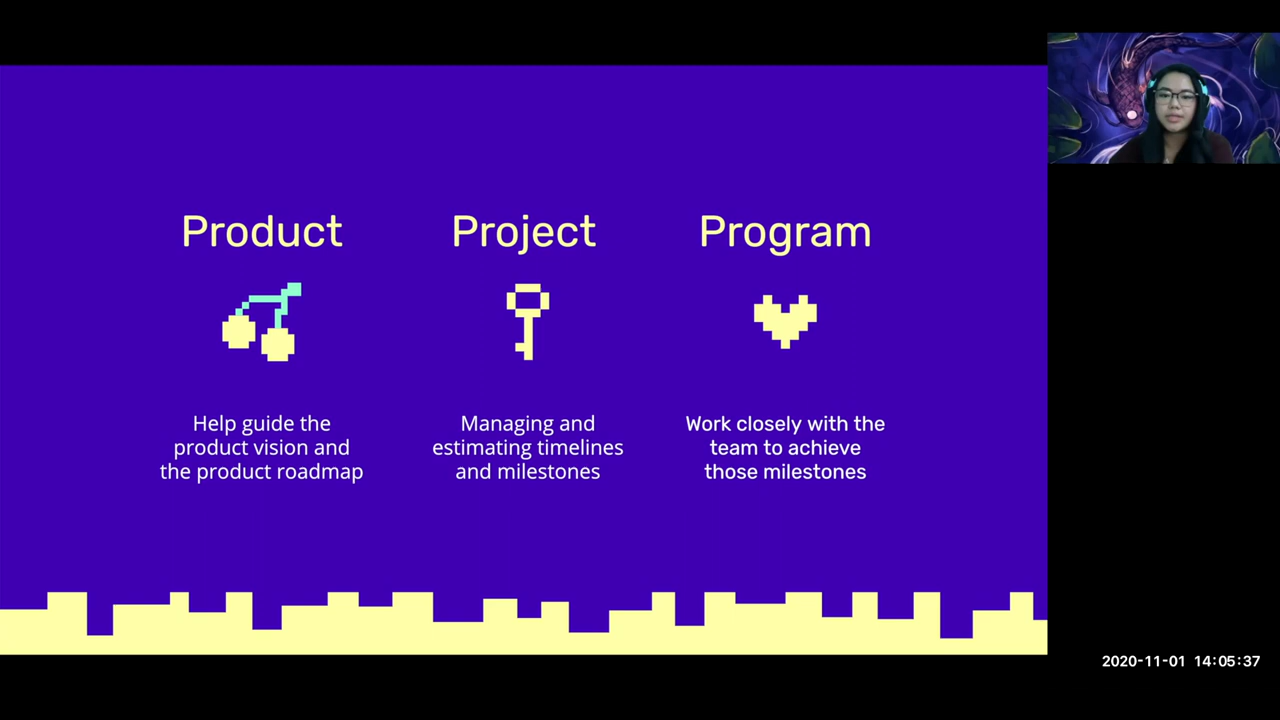 Product
Project
Program
Help guide the
product vision and
the product roadmap
Managing and
estimating timelines
and milestones
Work closely with the
team to achieve
those milestones
2020-11-01 14:05:37